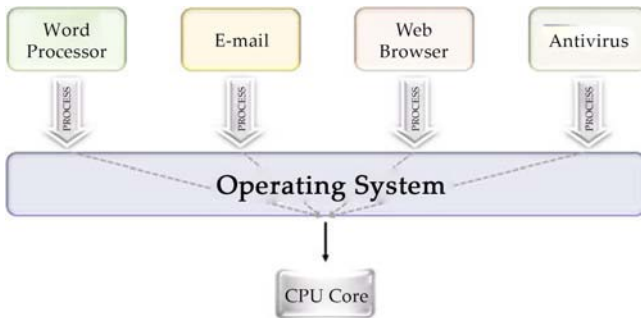 Word
Processor
E-mail
Web
Browser
Antivirus
PROCESS
PROCESS
PROCESS
PROCESS
Operating System
CPU Core